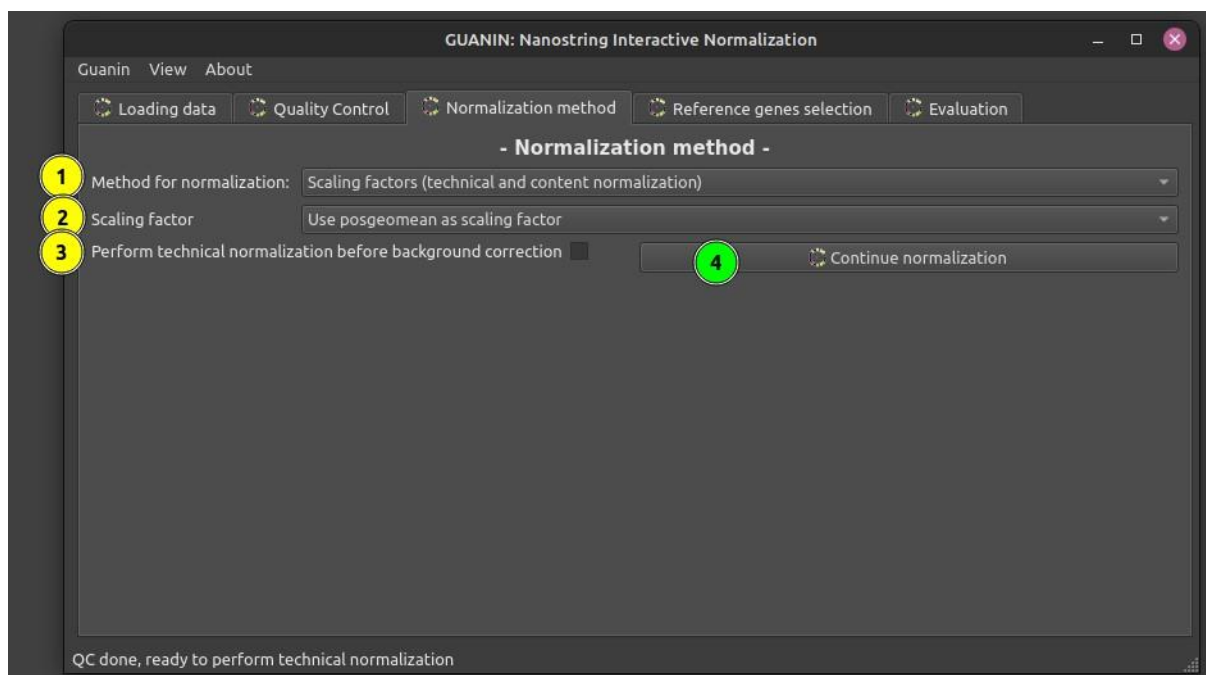 GUANIN: Nanostring Interactive Normalization
Guanin View About
Loading data Quality Control Normalization method Reference genes selection Evaluation
- Normalization method -
1 Method for normalization: Scaling factors (technical and content normalization)
2 Scaling factor Use posgeomean as scaling factor
3 Perform technical normalization before background correction 4 Continue normalization
QC done, ready to perform technical normalization